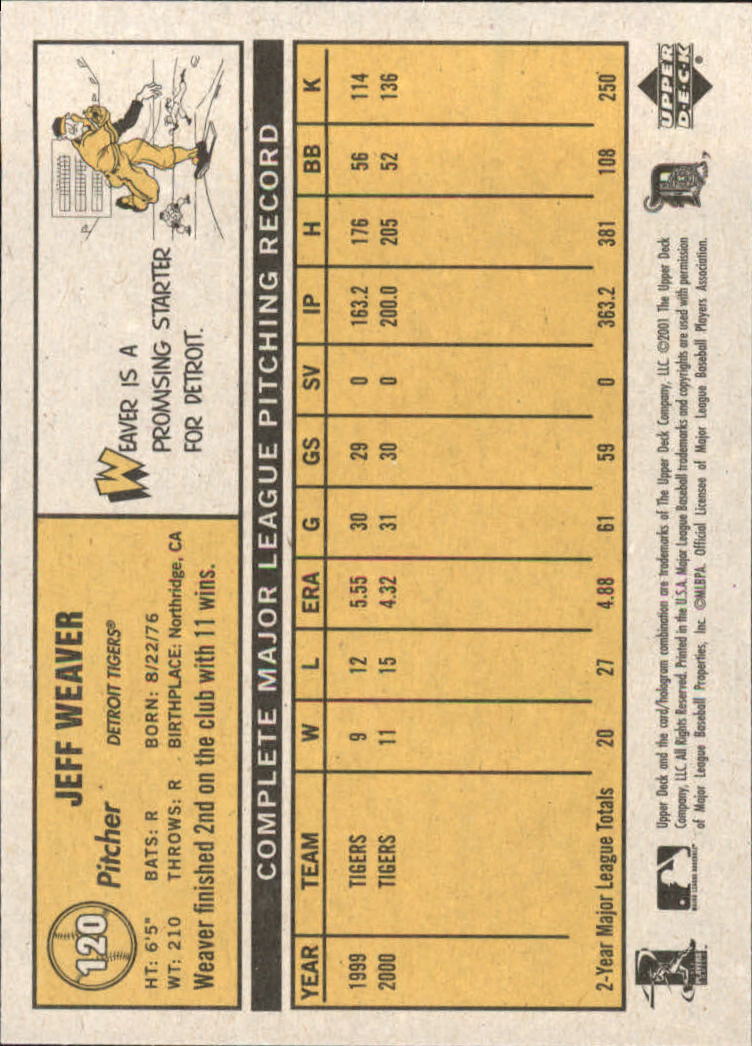 120
JEFF WEAVER
Pitcher DETROIT TIGERS®
HT: 6'5" BATS: R BORN: 8/22/76
WT: 210 THROWS: R BIRTHPLACE: Northridge, CA
Weaver finished 2nd on the club with 11 wins.
WEAVER IS A
PROMISING STARTER
FOR DETROIT.
COMPLETE MAJOR LEAGUE PITCHING RECORD
YEAR TEAM W L ERA G GS SV IP H BB K
1999 TIGERS 9 12 5.55 30 29 0 163.2 176 56 114
2000 TIGERS 11 15 4.32 31 30 0 200.0 205 52 136
2-Year Major League Totals 20 27 4.88 61 59 0 363.2 381 108 250
Upper Deck and the card/hologram combination are trademarks of The Upper Deck Company, LLC ©2001 The Upper Deck
Company, LLC All Rights Reserved. Printed in the U.S.A. Major League Baseball trademarks and copyrights are used with permission
of Major League Baseball Properties, Inc. ©MLBPA. Official Licensee of Major League Baseball Players Association.
MAJOR LEAGUE BASEBALL
UPPER
DECK®